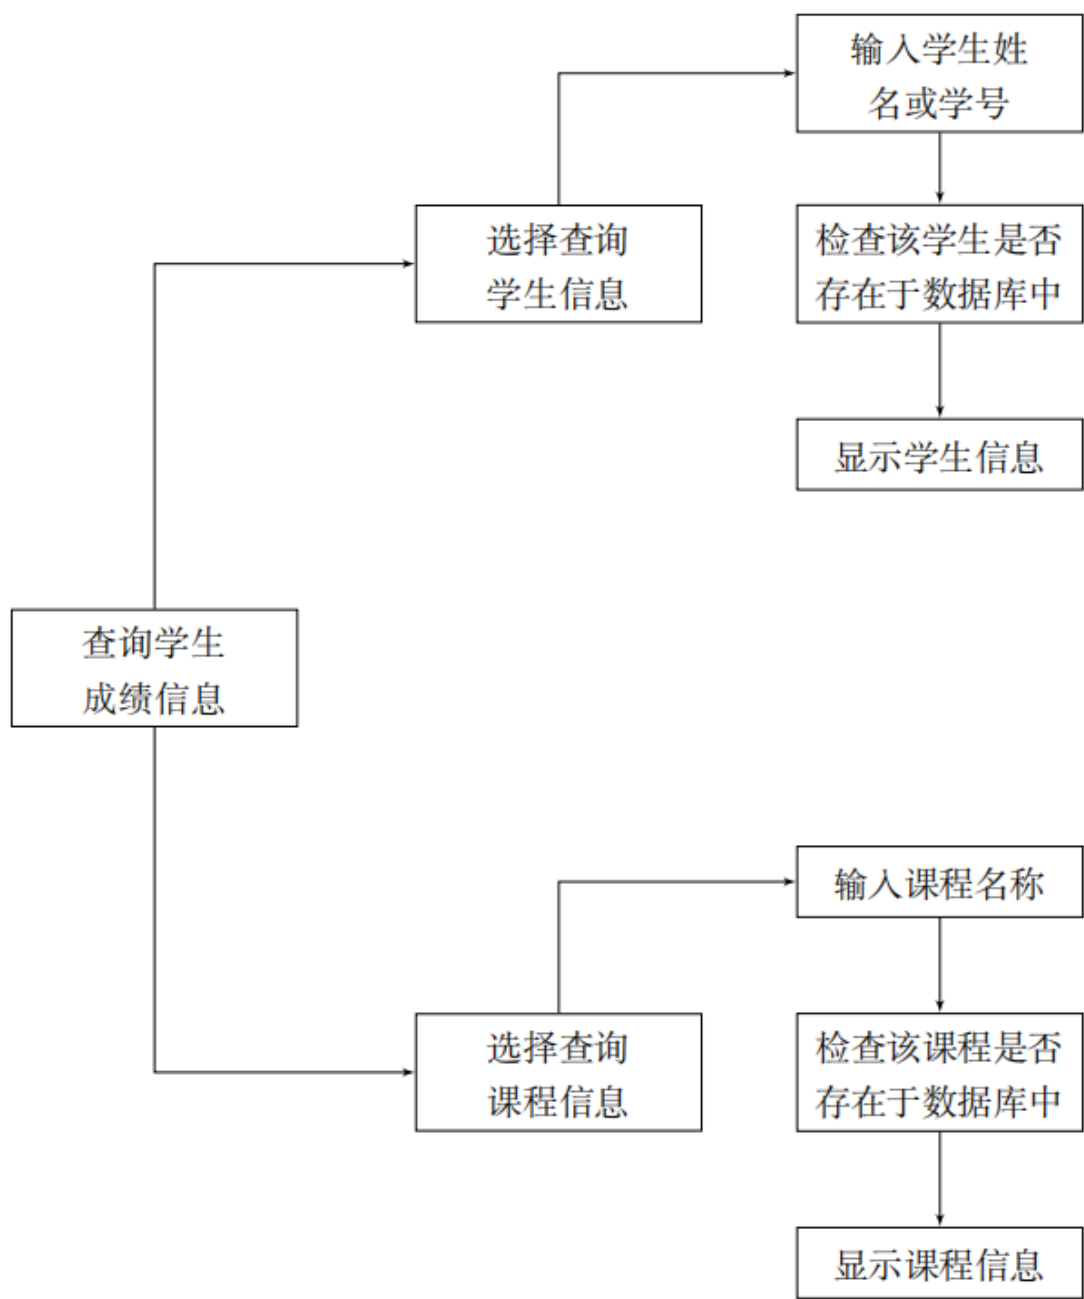 输入学生姓
名或学号
选择查询
学生信息
检查该学生是否
存在于数据库中
显示学生信息
查询学生
成绩信息
输入课程名称
选择查询
课程信息
检查该课程是否
存在于数据库中
显示课程信息